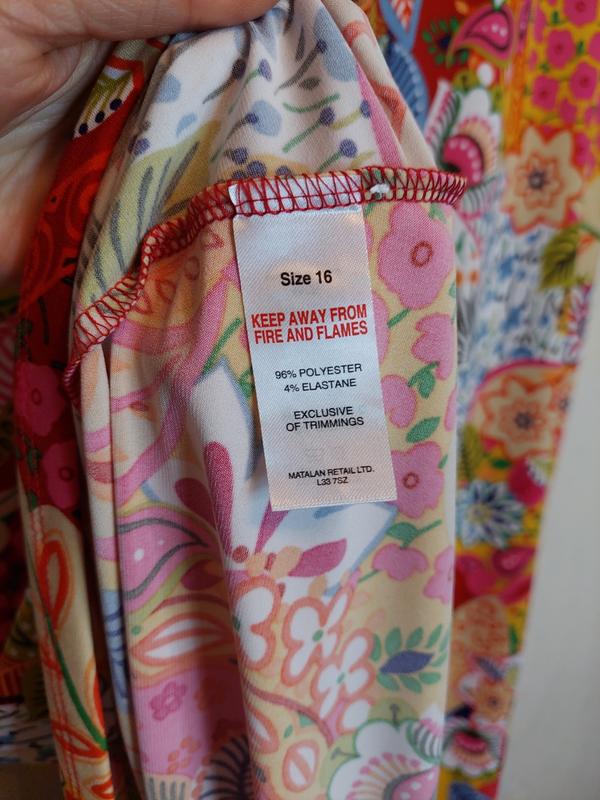 Size 16
KEEP AWAY FROM
FIRE AND FLAMES
96% POLYESTER
4% ELASTANE
EXCLUSIVE
OF TRIMMINGS
MATALAN RETAIL LTD.
L33 7SZ